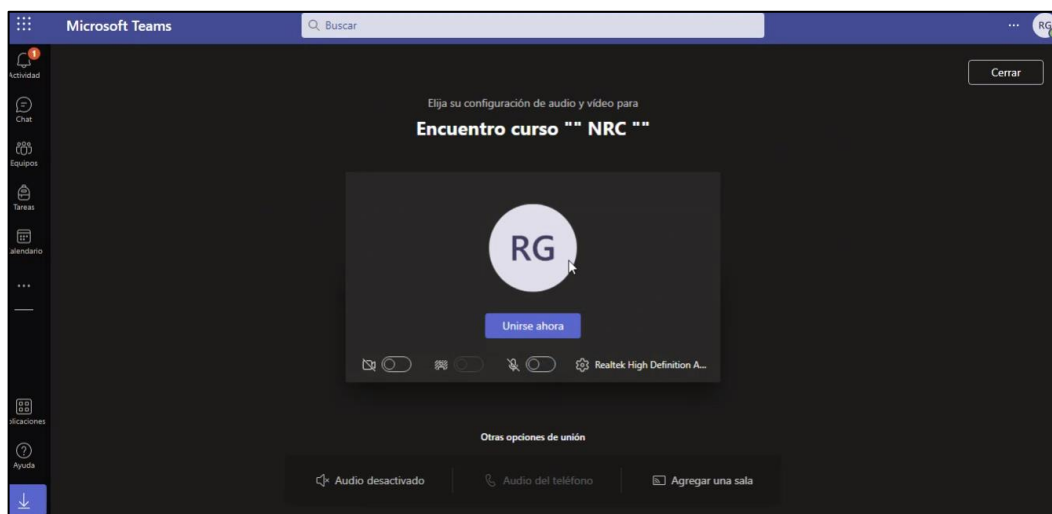 Microsoft Teams
Buscar
RG
1
Actividad
Chat
Equipos
Tareas
alendario
plicaciones
Ayuda
Cerrar
Elija su configuración de audio y vídeo para
Encuentro curso "" NRC ""
RG
Unirse ahora
Realtek High Definition A...
Otras opciones de unión
Audio desactivado
Audio del teléfono
Agregar una sala